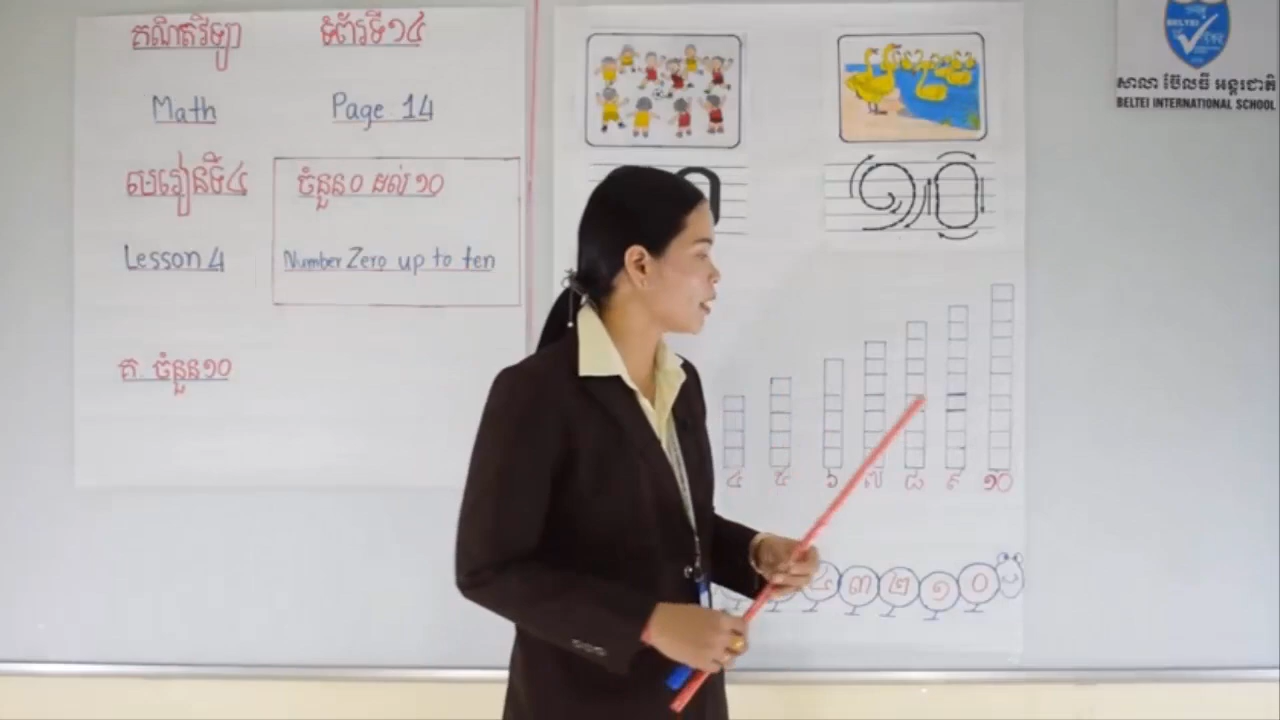 គណិតវិទ្យា ទំព័រទី១៤
Math Page 14
មេរៀនទី៤ ចំនួន០ ដល់ ១០
Lesson 4 Number Zero up to ten
គ. ចំនួន១០
១០
៤ ៥ ៦ ៧ ៨ ៩ ១០
៤ ៣ ២ ១ ០
សាលា ប៊ែលធី អន្តរជាតិ
BELTEI INTERNATIONAL SCHOOL
BELTEI